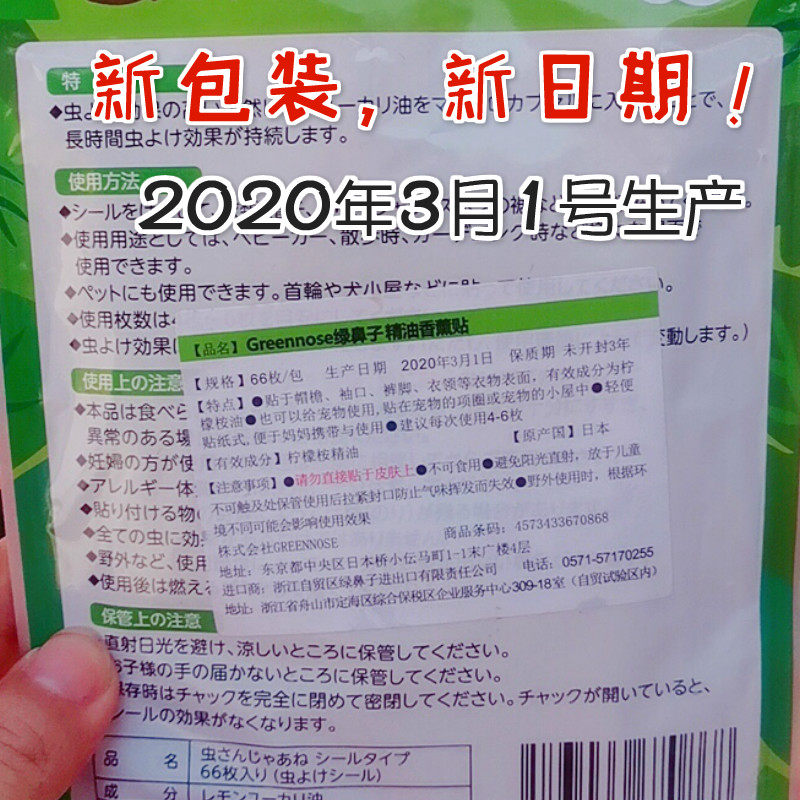 新包装，新日期！
特
◆虫よ
油をマ
長時間虫よけ効果が持続します。
使用方法
2020年3月1号生产
◆シールを
◆使用用途としては、ベビーカー、散歩時、ガーデニング時など
使用できます。
◆ペットにも使用できます。首輪や犬小屋などに
◆使用枚数は4
◆虫よけ効果に
変動します。）
使用上の注意
◆本品は食べら
異常のある場
◆妊婦の方が使
◆アレルギー体
◆貼り付ける物の
◆全ての虫に効
◆野外など、使用
◆使用後は燃える
【品名】 Greennose绿鼻子 精油香薰贴
【规格】66枚/包 生产日期 2020年3月1日 保质期 未开封3年
【特点】●贴于帽檐、袖口、裤脚、衣领等衣物表面，有效成分为柠
檬桉油●也可以给宠物使用，贴在宠物的项圈或宠物的小屋中●轻便
贴纸式，便于妈妈携带与使用●建议每次使用4-6枚
【有效成分】柠檬桉精油 【原产国】日本
【注意事项】●请勿直接贴于皮肤上●不可食用●避免阳光直射，放于儿童
不可触及处保管使用后拉紧封口防止气味挥发而失效●野外使用时，根据环
境不同可能会影响使用效果
株式会社GREENNOSE 商品条码：4573433670868
地址：东京都中央区日本桥小伝马町1-1末广楼4层
进口商：浙江自贸区绿鼻子进出口有限责任公司 电话：0571-57170255
地址：浙江省舟山市定海区综合保税区企业服务中心309-18室（自贸试验区内）
保管上の注意
直射日光を避け、涼しいところに保管してください。
お子様の手の届かないところに保管してください。
保存時はチャックを完全に閉めて密閉してください。チャックが開いていると、
シールの効果がなくなります。
品 名 虫さんじゃあね シールタイプ
66枚入り（虫よけシール）
成 分 レモンユーカリ油